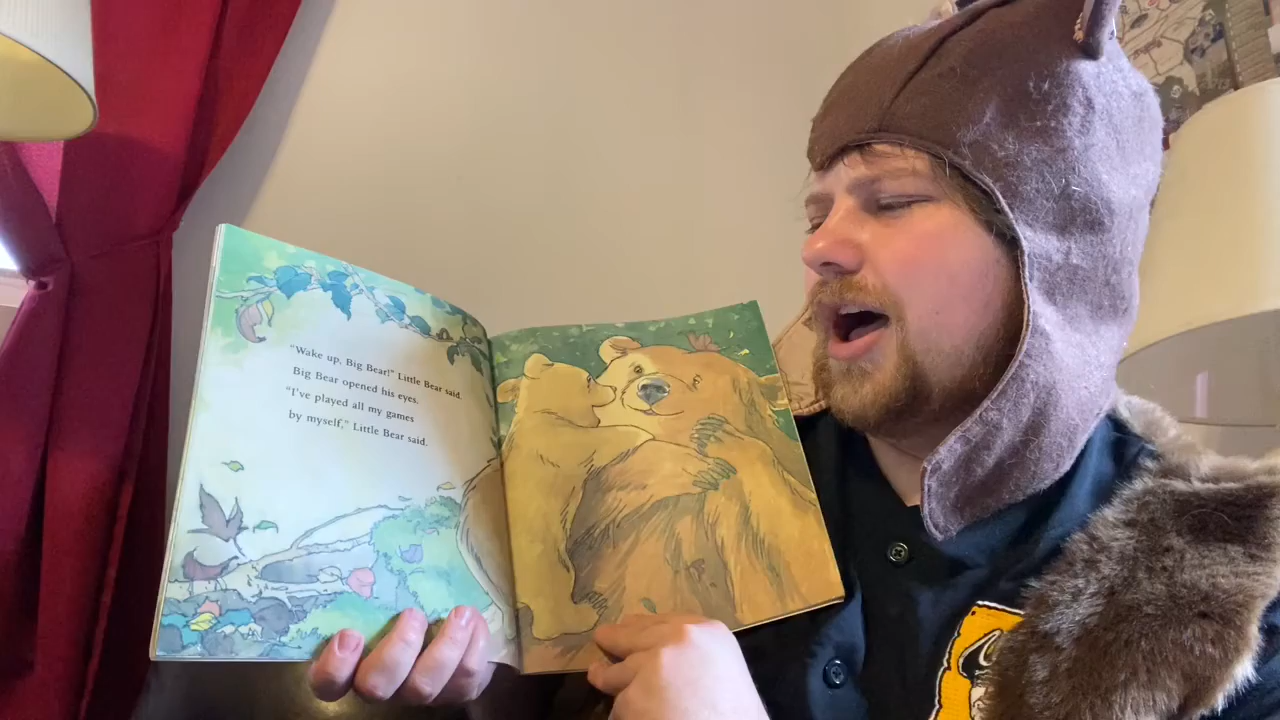 "Wake up, Big Bear!" Little Bear said.
Big Bear opened his eyes.
"I've played all my games
by myself," Little Bear said.